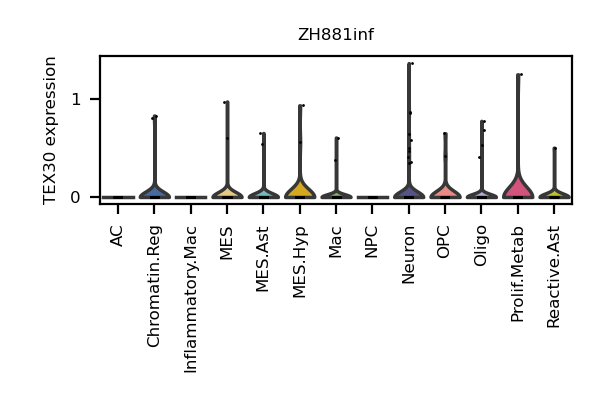 ZH881inf
TEX30 expression
1
0
AC
Chromatin.Reg
Inflammatory.Mac
MES
MES.Ast
MES.Hyp
Mac
NPC
Neuron
OPC
Oligo
Prolif.Metab
Reactive.Ast